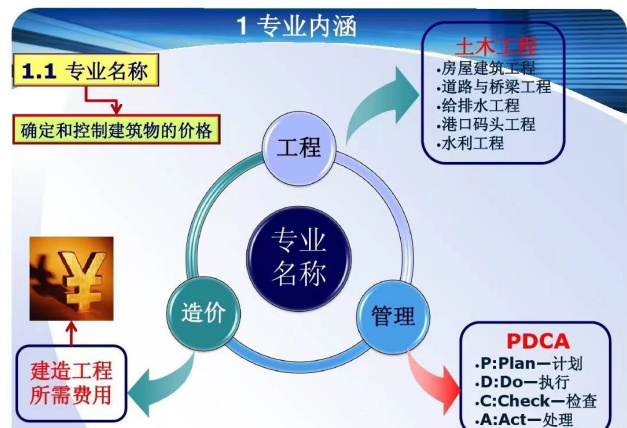 1 专业内涵
1.1 专业名称
确定和控制建筑物的价格
土木工程
·房屋建筑工程
·道路与桥梁工程
·给排水工程
·港口码头工程
·水利工程
工程
专业
名称
造价
管理
¥
建造工程
所需费用
PDCA
·P:Plan—计划
·D:Do—执行
·C:Check—检查
·A:Act—处理